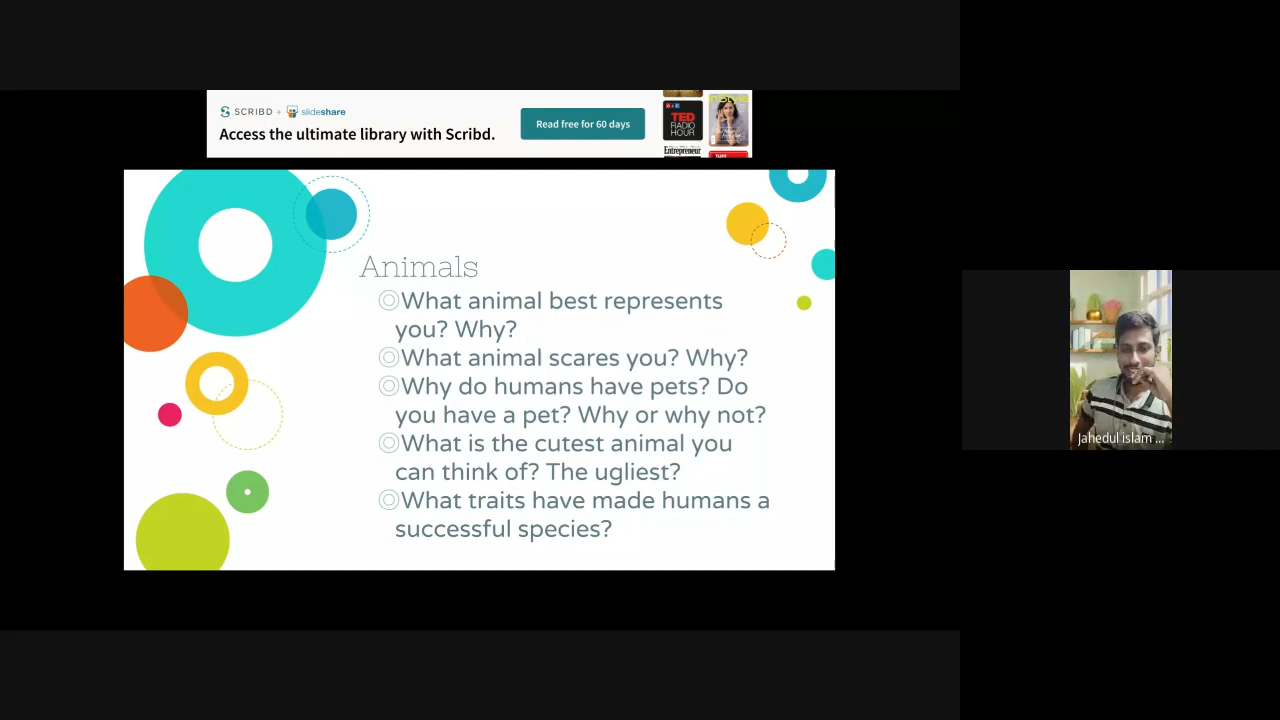 SCRIBD + slideshare
Access the ultimate library with Scribd.
Read free for 60 days
TED
RADIO
HOUR
Entrepreneur
Animals
What animal best represents
you? Why?
What animal scares you? Why?
Why do humans have pets? Do
you have a pet? Why or why not?
What is the cutest animal you
can think of? The ugliest?
What traits have made humans a
successful species?
Jahedul islam ...